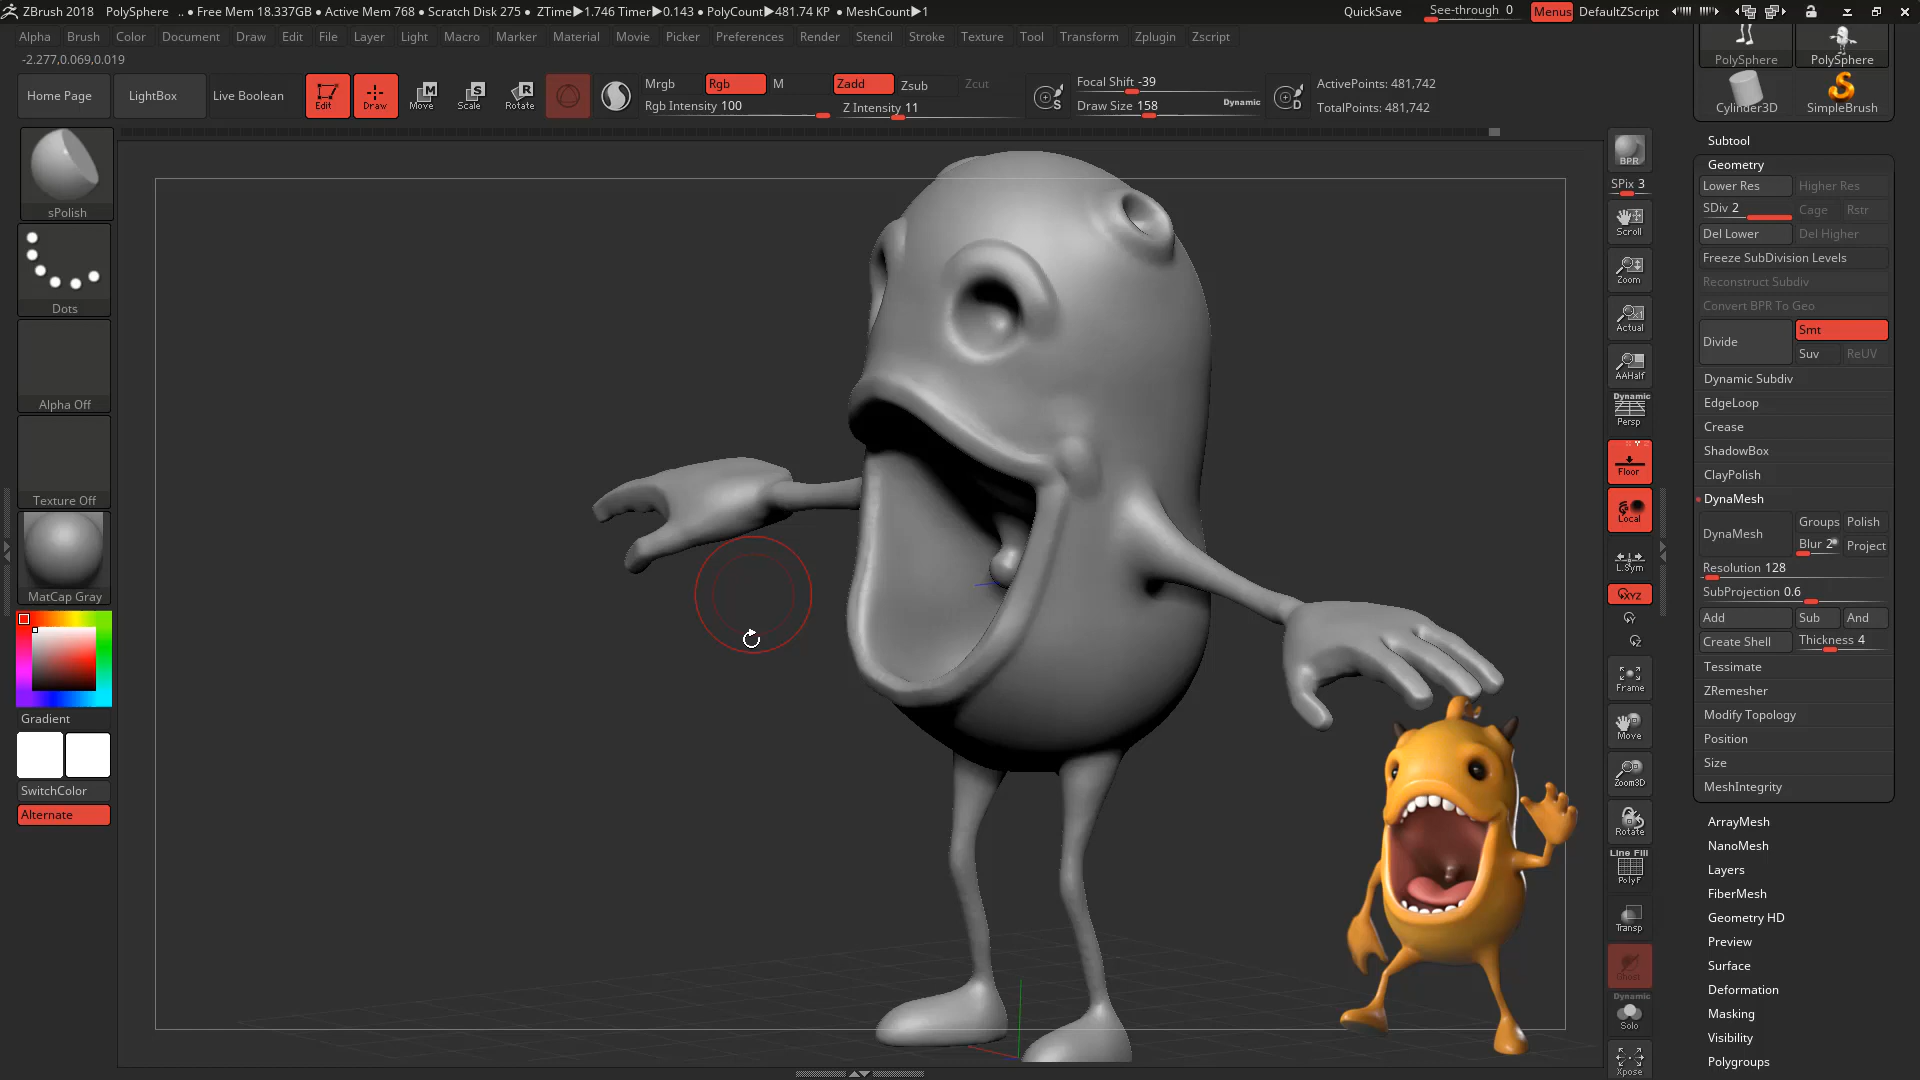 ZBrush 2018 PolySphere .. ● Free Mem 18.337GB ● Active Mem 768 ● Scratch Disk 275 ● ZTime▶1.746 Timer▶0.143 ● PolyCount▶481.74 KP ● MeshCount▶1 QuickSave See-through 0 Menus DefaultZScript
Alpha Brush Color Document Draw Edit File Layer Light Macro Marker Material Movie Picker Preferences Render Stencil Stroke Texture Tool Transform Zplugin Zscript
-2.277,0.069,0.019
Home Page LightBox Live Boolean Edit Draw Move Scale Rotate
Mrgb Rgb M Zadd Zsub Zcut
Rgb Intensity 100 Z Intensity 11
Focal Shift -39
Draw Size 158 Dynamic
ActivePoints: 481,742
TotalPoints: 481,742
S
D
M
S
R
sPolish
Dots
Alpha Off
Texture Off
MatCap Gray
Gradient
SwitchColor
Alternate
BPR
SPix 3
Scroll
Zoom
Actual
AAHalf
Dynamic
Persp
Floor
Local
L.Sym
XYZ
Y
Z
Frame
Move
Zoom3D
Rotate
Line Fill
PolyF
Transp
Ghost
Dynamic
Solo
Xpose
PolySphere PolySphere
Cylinder3D SimpleBrush
Subtool
Geometry
Lower Res Higher Res
SDiv 2 Cage Rstr
Del Lower Del Higher
Freeze SubDivision Levels
Reconstruct Subdiv
Convert BPR To Geo
Divide Smt
Suv ReUV
Dynamic Subdiv
EdgeLoop
Crease
ShadowBox
ClayPolish
DynaMesh
DynaMesh Groups Polish
Blur 2 Project
Resolution 128
SubProjection 0.6
Add Sub And
Create Shell Thickness 4
Tessimate
ZRemesher
Modify Topology
Position
Size
MeshIntegrity
ArrayMesh
NanoMesh
Layers
FiberMesh
Geometry HD
Preview
Surface
Deformation
Masking
Visibility
Polygroups